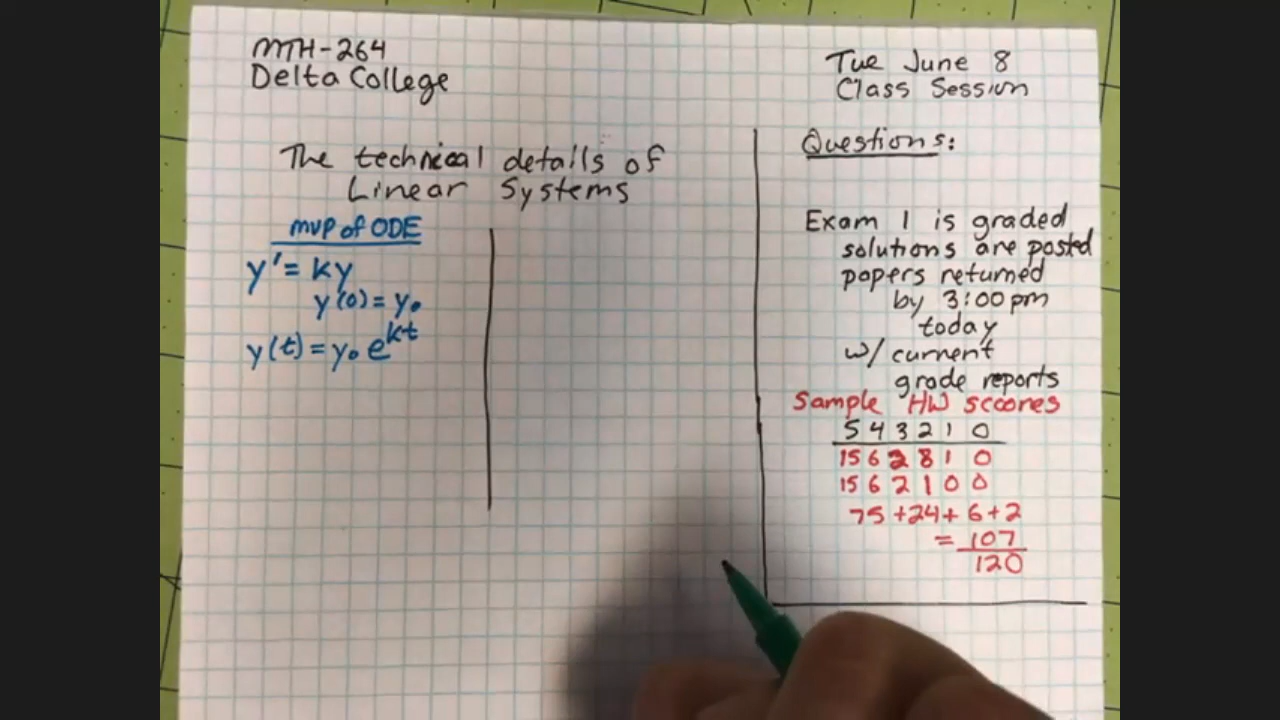 MTH-264
Delta College
Tue June 8
Class Session
The technical details of
Linear Systems
mvp of ODE
y' = ky
y(0) = y₀
y(t) = y₀ e^kt
Questions:
Exam 1 is graded
solutions are posted
papers returned
by 3:00 pm
today
w/ current
grade reports
Sample HW scoores
5 4 3 2 1 0
15 6 2 8 1 0
15 6 2 1 0 0
75 + 24 + 6 + 2
= 107
120